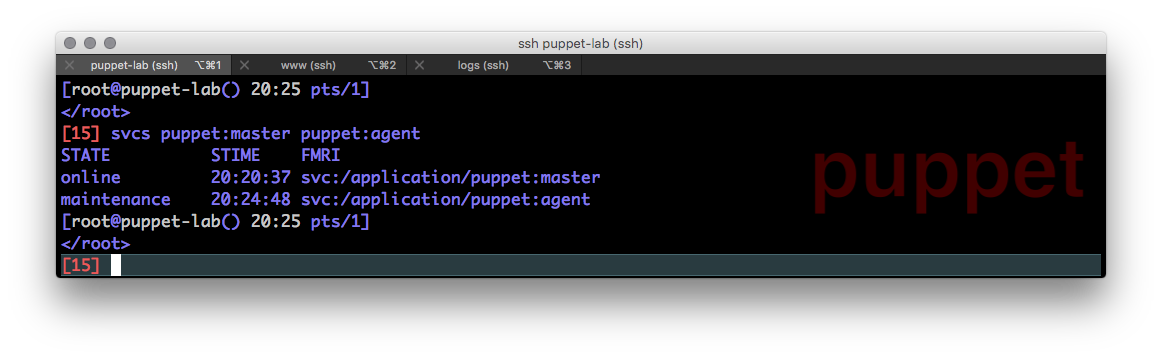 ssh puppet-lab (ssh)
puppet-lab (ssh) ⌥⌘1 www (ssh) ⌥⌘2 logs (ssh) ⌥⌘3
[root@puppet-lab() 20:25 pts/1]
</root>
[15] svcs puppet:master puppet:agent
STATE          STIME    FMRI
online         20:20:37 svc:/application/puppet:master
maintenance    20:24:48 svc:/application/puppet:agent
[root@puppet-lab() 20:25 pts/1]
</root>
[15]
puppet